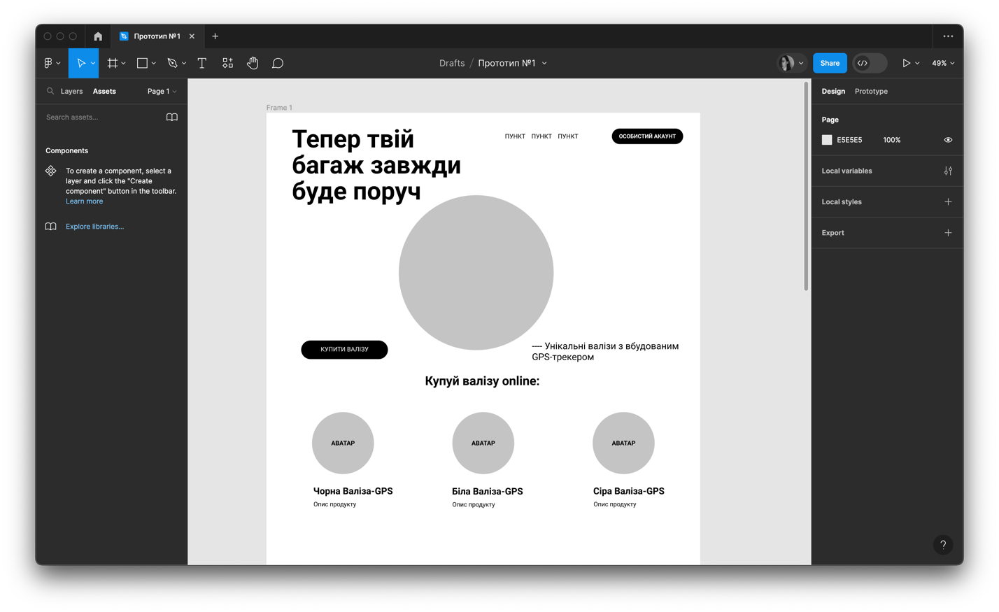 Прототип №1
Drafts / Прототип №1
Share
49%
Layers
Assets
Page 1
Search assets...
Components
To create a component, select a
layer and click the "Create
component" button in the toolbar.
Learn more
Explore libraries...
Frame 1
Тепер твій
багаж завжди
буде поруч
ПУНКТ ПУНКТ ПУНКТ
ОСОБИСТИЙ АКАУНТ
КУПИТИ ВАЛІЗУ
---- Унікальні валізи з вбудованим
GPS-трекером
Купуй валізу online:
АВАТАР
АВАТАР
АВАТАР
Чорна Валіза-GPS
Опис продукту
Біла Валіза-GPS
Опис продукту
Сіра Валіза-GPS
Опис продукту
Design
Prototype
Page
E5E5E5
100%
Local variables
Local styles
Export
?